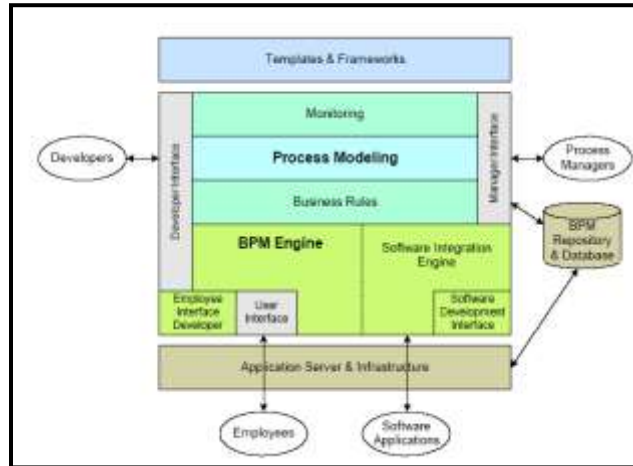 Templates & Frameworks
Monitoring
Developers
Developer Interface
Process Modeling
Manager Interface
Process
Managers
Business Rules
BPM
Repository
& Database
BPM Engine
Software Integration
Engine
Employee
Interface
Developer
User
Interface
Software
Development
Interface
Application Server & Infrastructure
Employees
Software
Applications